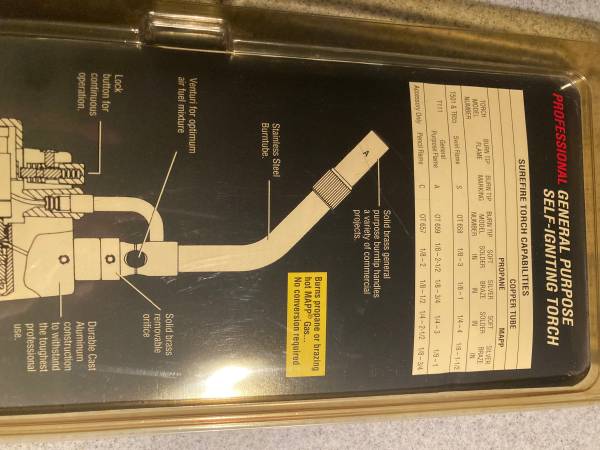 PROFESSIONAL GENERAL PURPOSE
SELF-IGNITING TORCH
SUREFIRE TORCH CAPABILITIES
COPPER TUBE
PROPANE MAPP
TORCH MODEL NUMBER BURN TIP FLAME BURN TIP MARKING BURN TIP MODEL NUMBER SOFT SOLDER IN SILVER BRAZE IN SOFT SOLDER IN SILVER BRAZE IN
T501 & T800 Swirl Flame S OT 658 1/8 - 3 1/8 - 1 1/4 - 4 1/8 - 1-1/2
T111 General Purpose Flame A OT 659 1/8 - 2-1/2 1/8 - 3/4 1/4 - 3 1/8 - 1
Accessory Only Pencil Flame C OT 657 1/8 - 2 1/8 - 1/2 1/4 - 2-1/2 1/8 - 3/4
A
Solid brass general
purpose burntip handles
a variety of commercial
projects.
Burns propane or brazing
hot MAPP® Gas...
No conversion required
Stainless Steel
Burntube.
Venturi for optimum
air fuel mixture
Lock
button for
continuous
operation.
Solid brass
removable
orifice
Durable Cast
Aluminum
construction
to withstand
the toughest
professional
use.